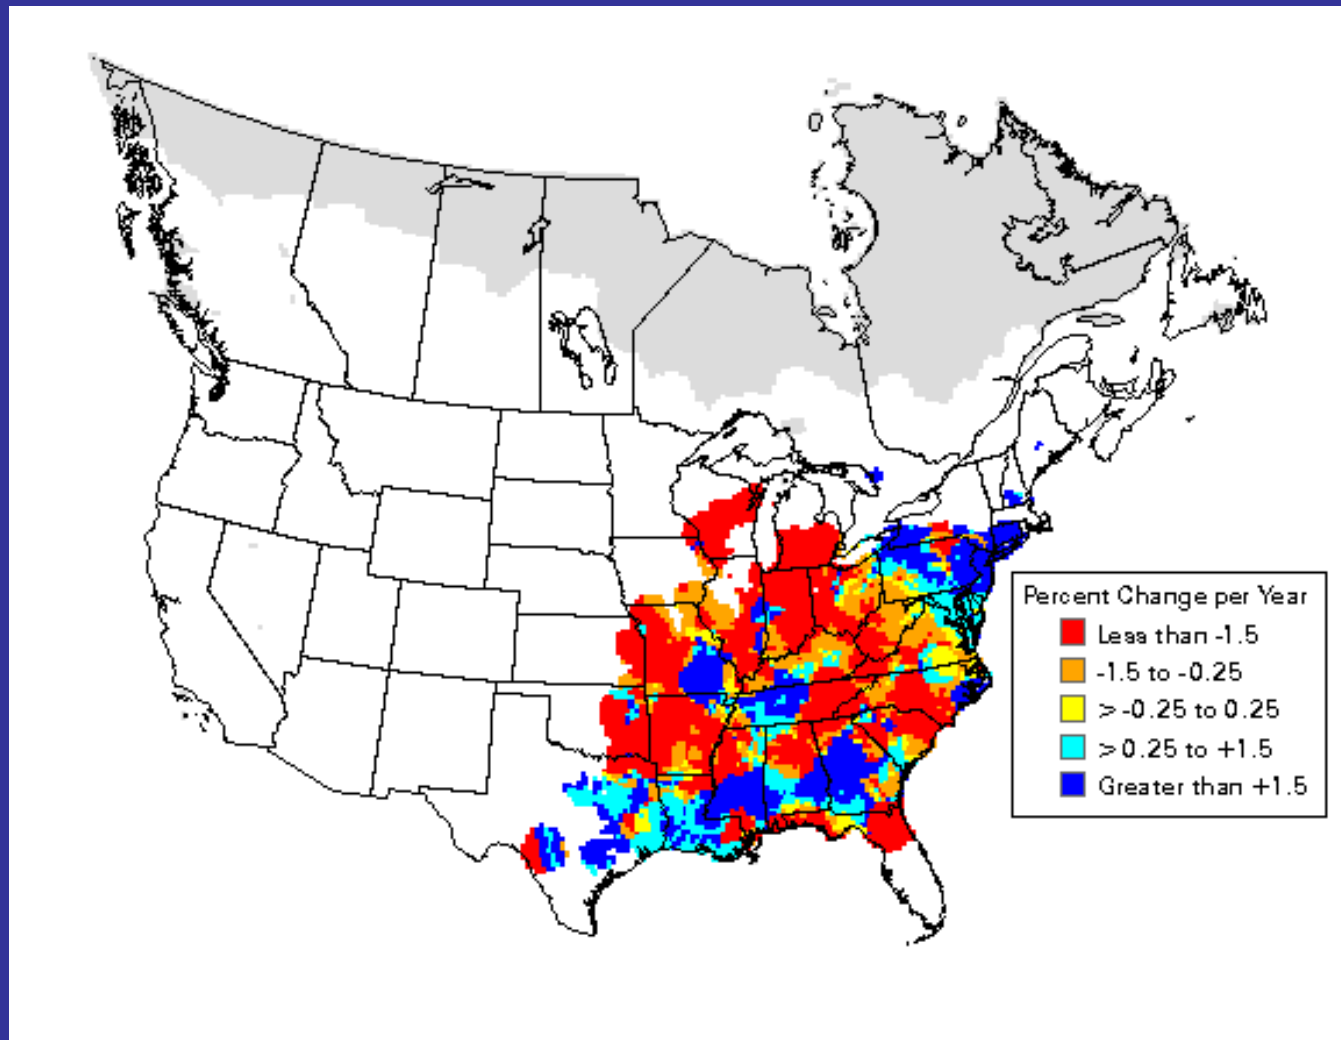 Percent Change per Year
Less than -1.5
-1.5 to -0.25
> -0.25 to 0.25
> 0.25 to +1.5
Greater than +1.5